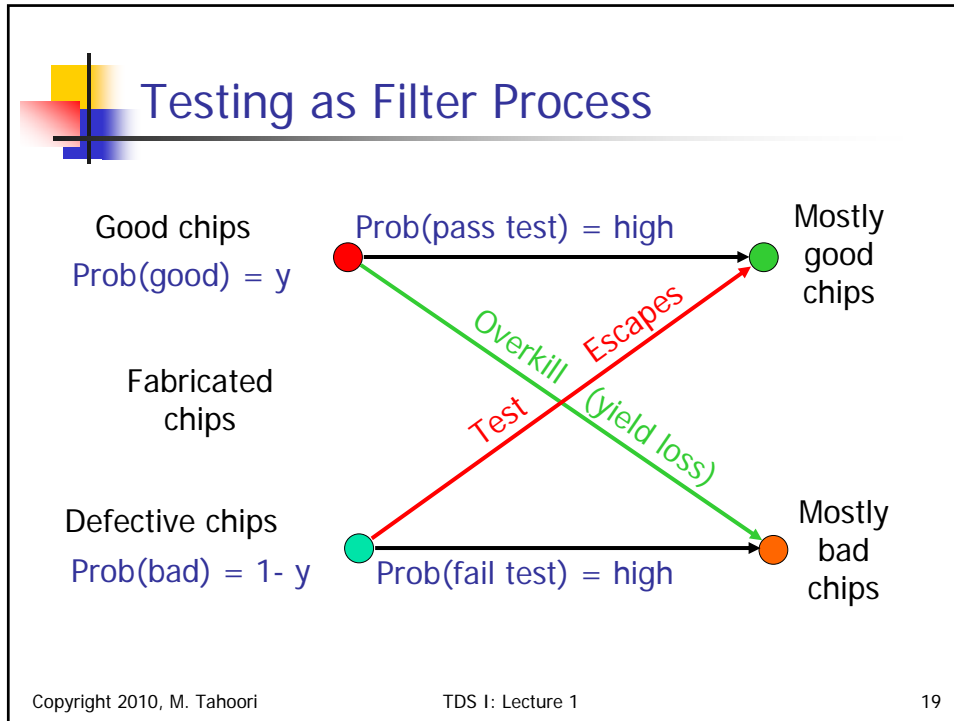 Testing as Filter Process
Good chips
Prob(good) = y
Prob(pass test) = high
Mostly
good
chips
Overkill (yield loss)
Test Escapes
Fabricated
chips
Defective chips
Prob(bad) = 1- y
Prob(fail test) = high
Mostly
bad
chips
Copyright 2010, M. Tahoori
TDS I: Lecture 1
19